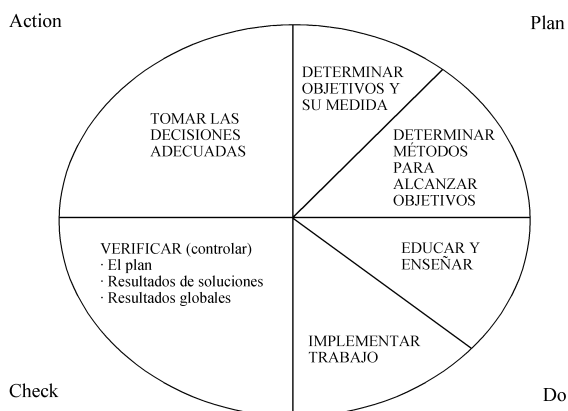 Action
Plan
DETERMINAR
OBJETIVOS Y
SU MEDIDA
TOMAR LAS
DECISIONES
ADECUADAS
DETERMINAR
MÉTODOS
PARA
ALCANZAR
OBJETIVOS
VERIFICAR (controlar)
· El plan
· Resultados de soluciones
· Resultados globales
EDUCAR Y
ENSEÑAR
IMPLEMENTAR
TRABAJO
Check
Do